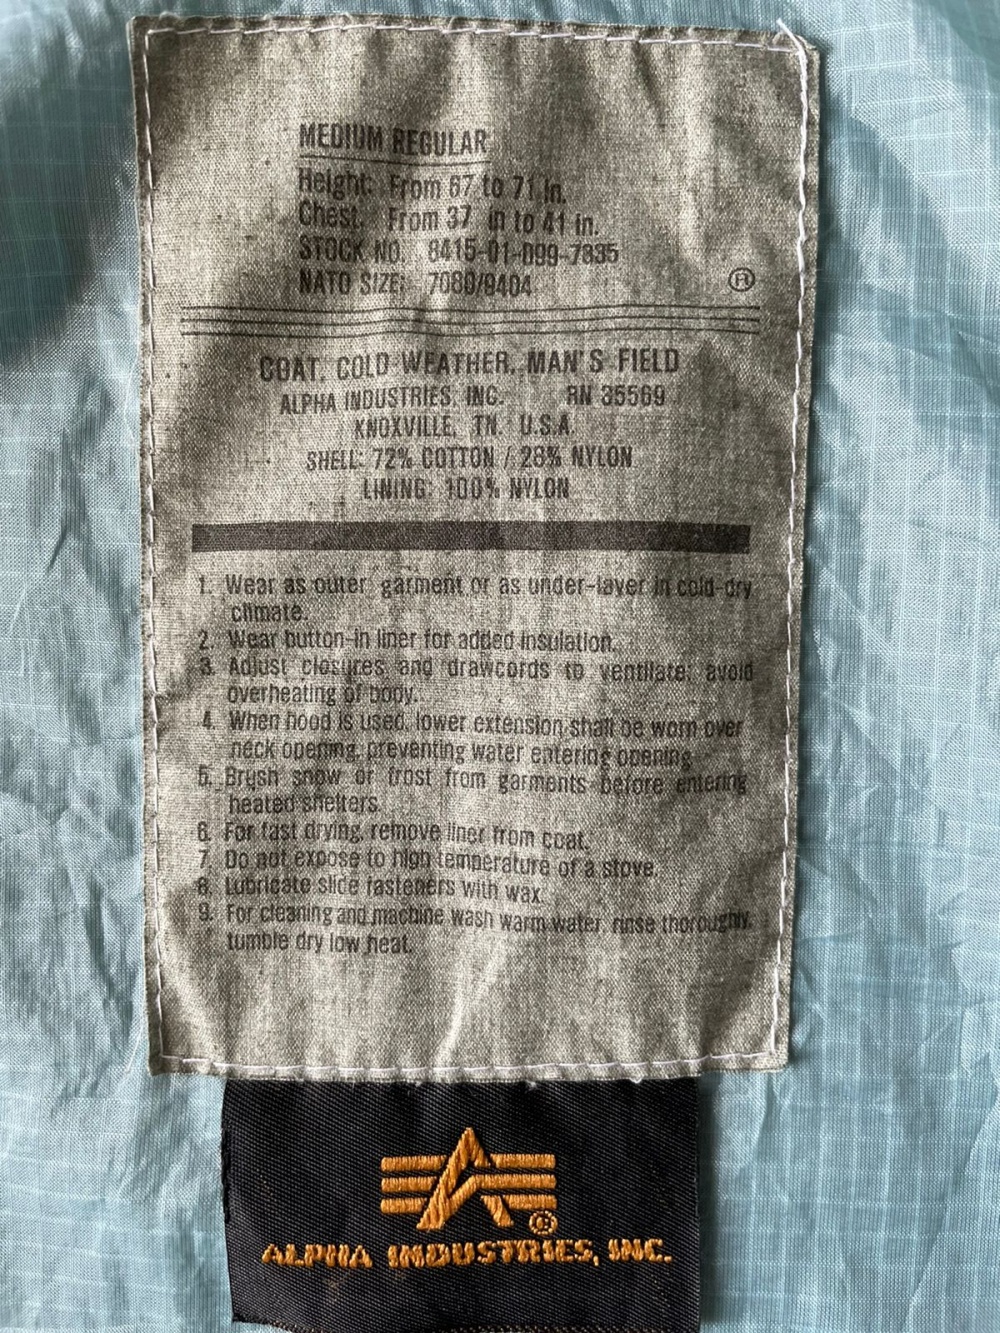 MEDIUM REGULAR
Height: From 67 to 71 in.
Chest: From 37 in to 41 in.
STOCK NO. 8415-01-099-7835
NATO SIZE: 7080/9404
®
COAT, COLD WEATHER, MAN'S FIELD
ALPHA INDUSTRIES, INC. RN 35569
KNOXVILLE, TN. U.S.A.
SHELL: 72% COTTON / 28% NYLON
LINING: 100% NYLON
1. Wear as outer garment or as under-layer in cold-dry
climate.
2. Wear button-in liner for added insulation.
3. Adjust closures and drawcords to ventilate; avoid
overheating of body.
4. When hood is used, lower extension shall be worn over
neck opening, preventing water entering opening.
5. Brush snow or frost from garments before entering
heated shelters.
6. For fast drying, remove liner from coat.
7. Do not expose to high temperature of a stove.
8. Lubricate slide fasteners with wax.
9. For cleaning and machine wash warm water, rinse thoroughly,
tumble dry low heat.
©
ALPHA INDUSTRIES, INC.